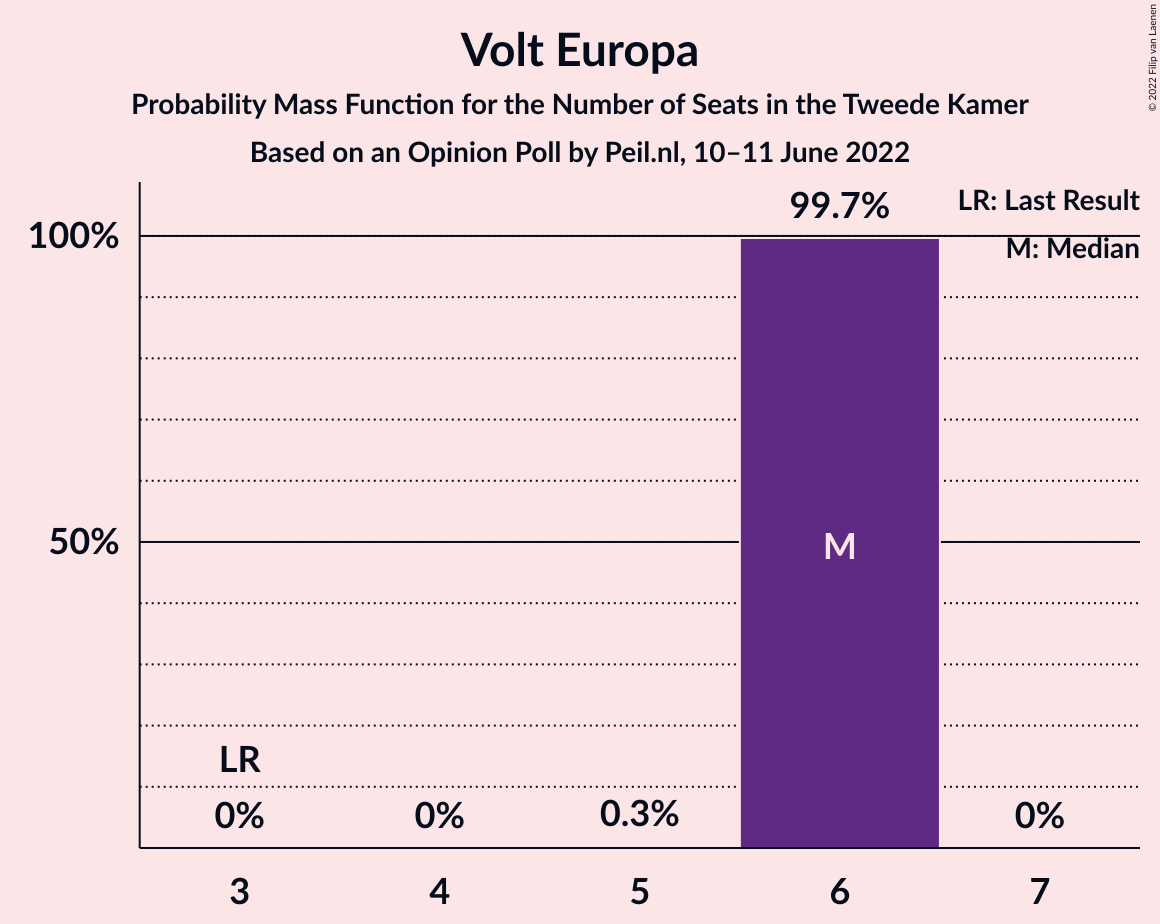 Volt Europa
Probability Mass Function for the Number of Seats in the Tweede Kamer
Based on an Opinion Poll by Peil.nl, 10–11 June 2022
© 2022 Filip van Laenen
LR: Last Result
M: Median
99.7%
100%
50%
M
LR
0%
0%
0.3%
0%
3
4
5
6
7